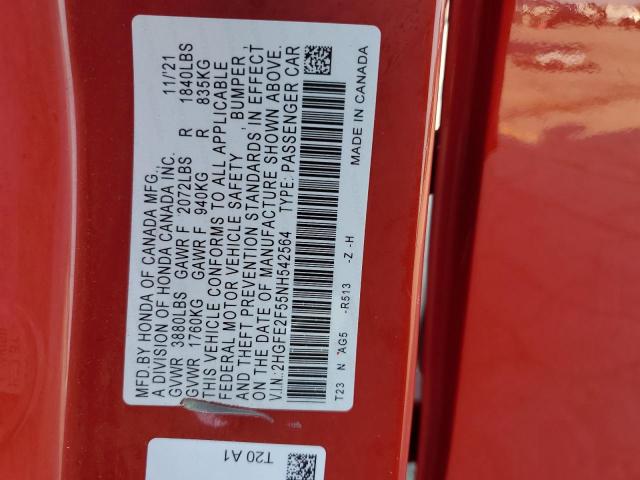 MFD.BY HONDA OF CANADA MFG., 11/'21
A DIVISION OF HONDA CANADA INC.
GVWR 3880LBS GAWR F 2072LBS R 1840LBS
GVWR 1760KG GAWR F 940KG R 835KG
THIS VEHICLE CONFORMS TO ALL APPLICABLE
FEDERAL MOTOR VEHICLE SAFETY , BUMPER ,
AND THEFT PREVENTION STANDARDS IN EFFECT
ON THE DATE OF MANUFACTURE SHOWN ABOVE.
V.I.N.:2HGFE2F55NH542564 TYPE: PASSENGER CAR
T23 N AG5 -R513 -Z -H MADE IN CANADA
T20 A1